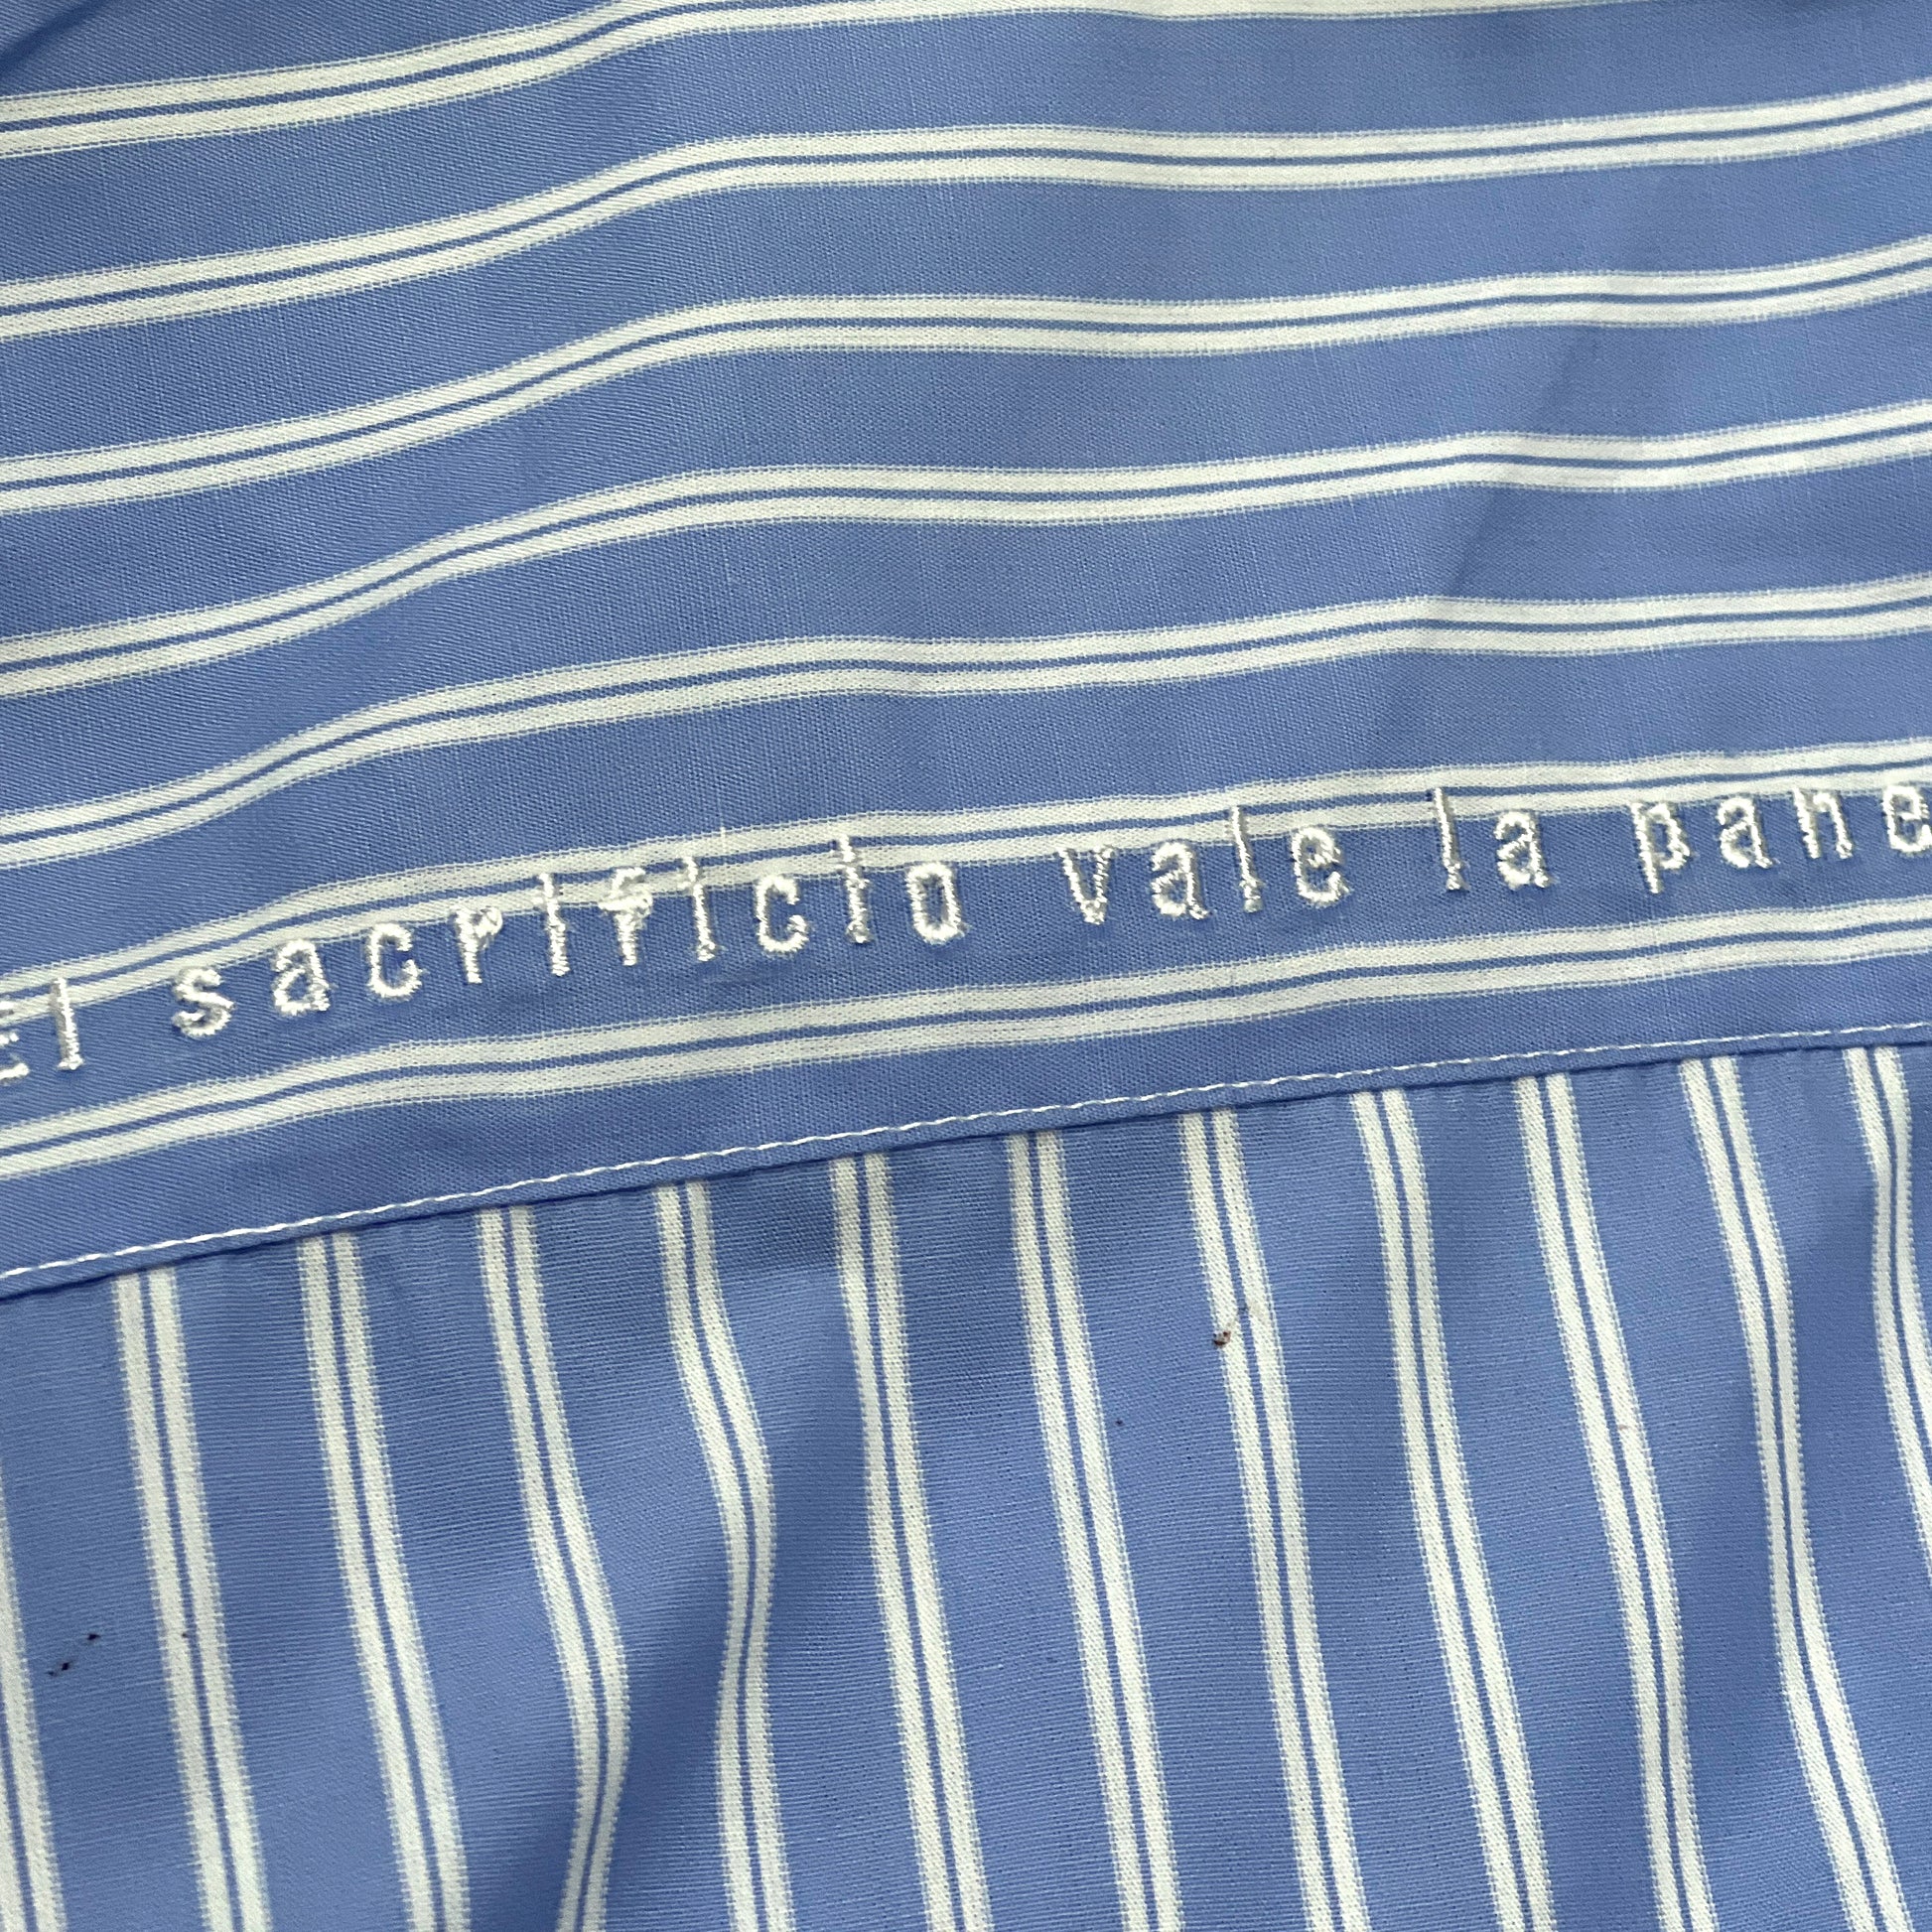 El sacrificio vale la pane